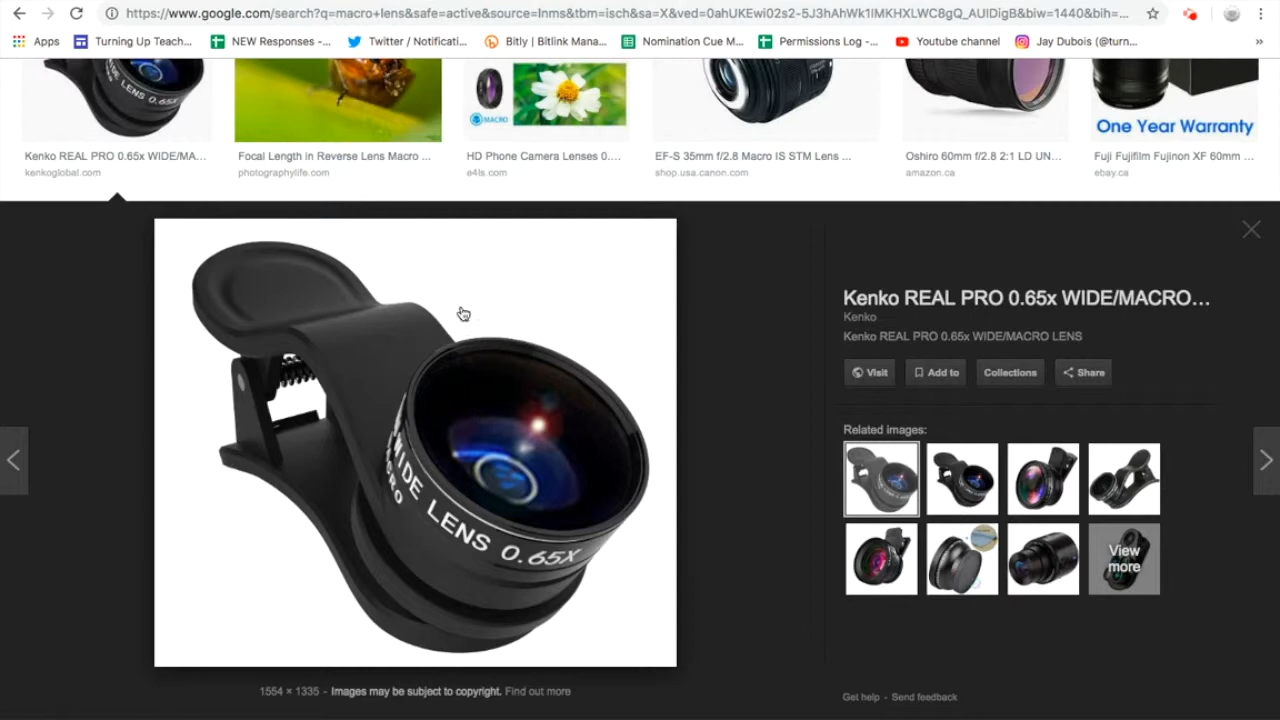 https://www.google.com/search?q=macro+lens&safe=active&source=lnms&tbm=isch&sa=X&ved=0ahUKEwi02s2-5J3hAhWk1lMKHXLWC8gQ_AUIDigB&biw=1440&bih=...
Apps Turning Up Teach... NEW Responses -... Twitter / Notificati... Bitly | Bitlink Mana... Nomination Cue M... Permissions Log -... Youtube channel Jay Dubois (@turn... »
LENS 0.65X
MACRO
One Year Warranty
Kenko REAL PRO 0.65x WIDE/MA... Focal Length in Reverse Lens Macro ... HD Phone Camera Lenses 0.... EF-S 35mm f/2.8 Macro IS STM Lens ... Oshiro 60mm f/2.8 2:1 LD UN... Fuji Fujifilm Fujinon XF 60mm ...
kenkoglobal.com photographylife.com e4ls.com shop.usa.canon.com amazon.ca ebay.ca
Kenko REAL PRO 0.65x WIDE/MACRO...
Kenko
Kenko REAL PRO 0.65x WIDE/MACRO LENS
Visit Add to Collections Share
Related images:
WIDE LENS 0.65X
View
more
1554 × 1335 - Images may be subject to copyright. Find out more
Get help - Send feedback